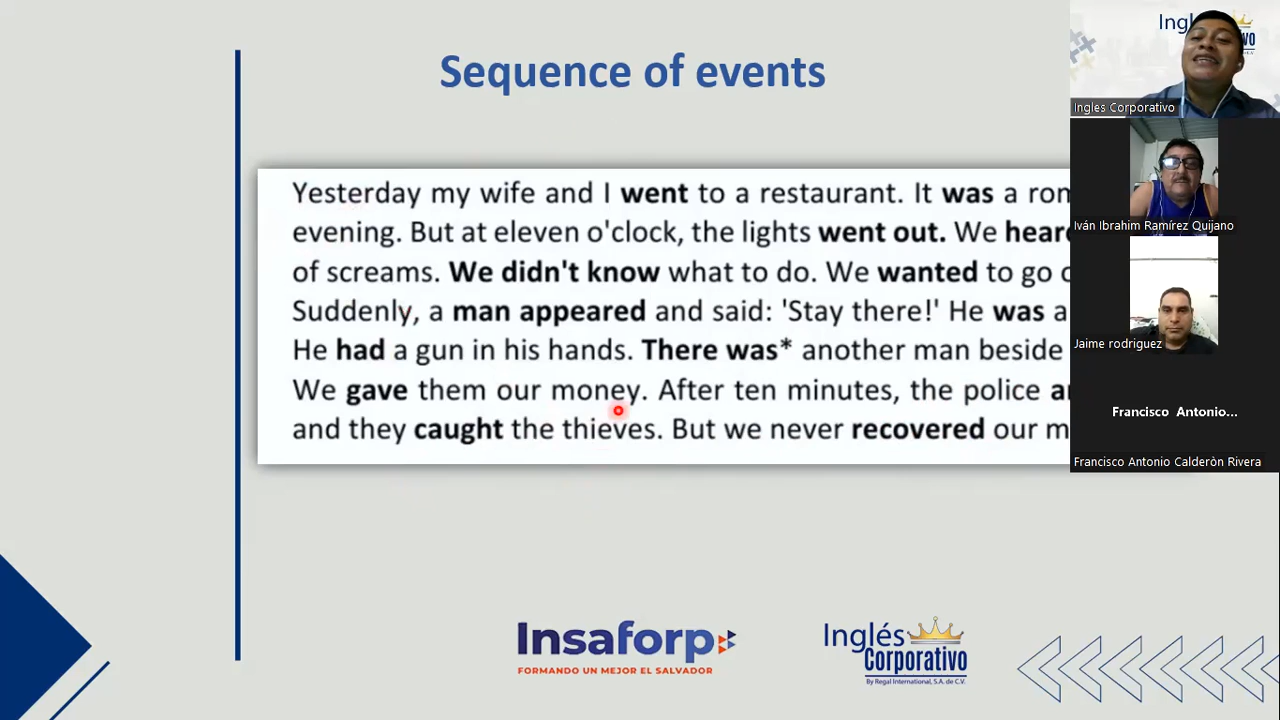 Sequence of events
Yesterday my wife and I went to a restaurant. It was a
evening. But at eleven o'clock, the lights went out. We
of screams. We didn't know what to do. We wanted to go
Suddenly, a man appeared and said: 'Stay there!' He was a
He had a gun in his hands. There was* another man beside
We gave them our money. After ten minutes, the police
and they caught the thieves. But we never recovered our
Ingles Corporativo
Iván Ibrahim Ramírez Quijano
Jaime rodriguez
Francisco Antonio...
Francisco Antonio Calderòn Rivera
Insaforp
FORMANDO UN MEJOR EL SALVADOR
Inglés
Corporativo
By Regal International, S.A. de C.V.